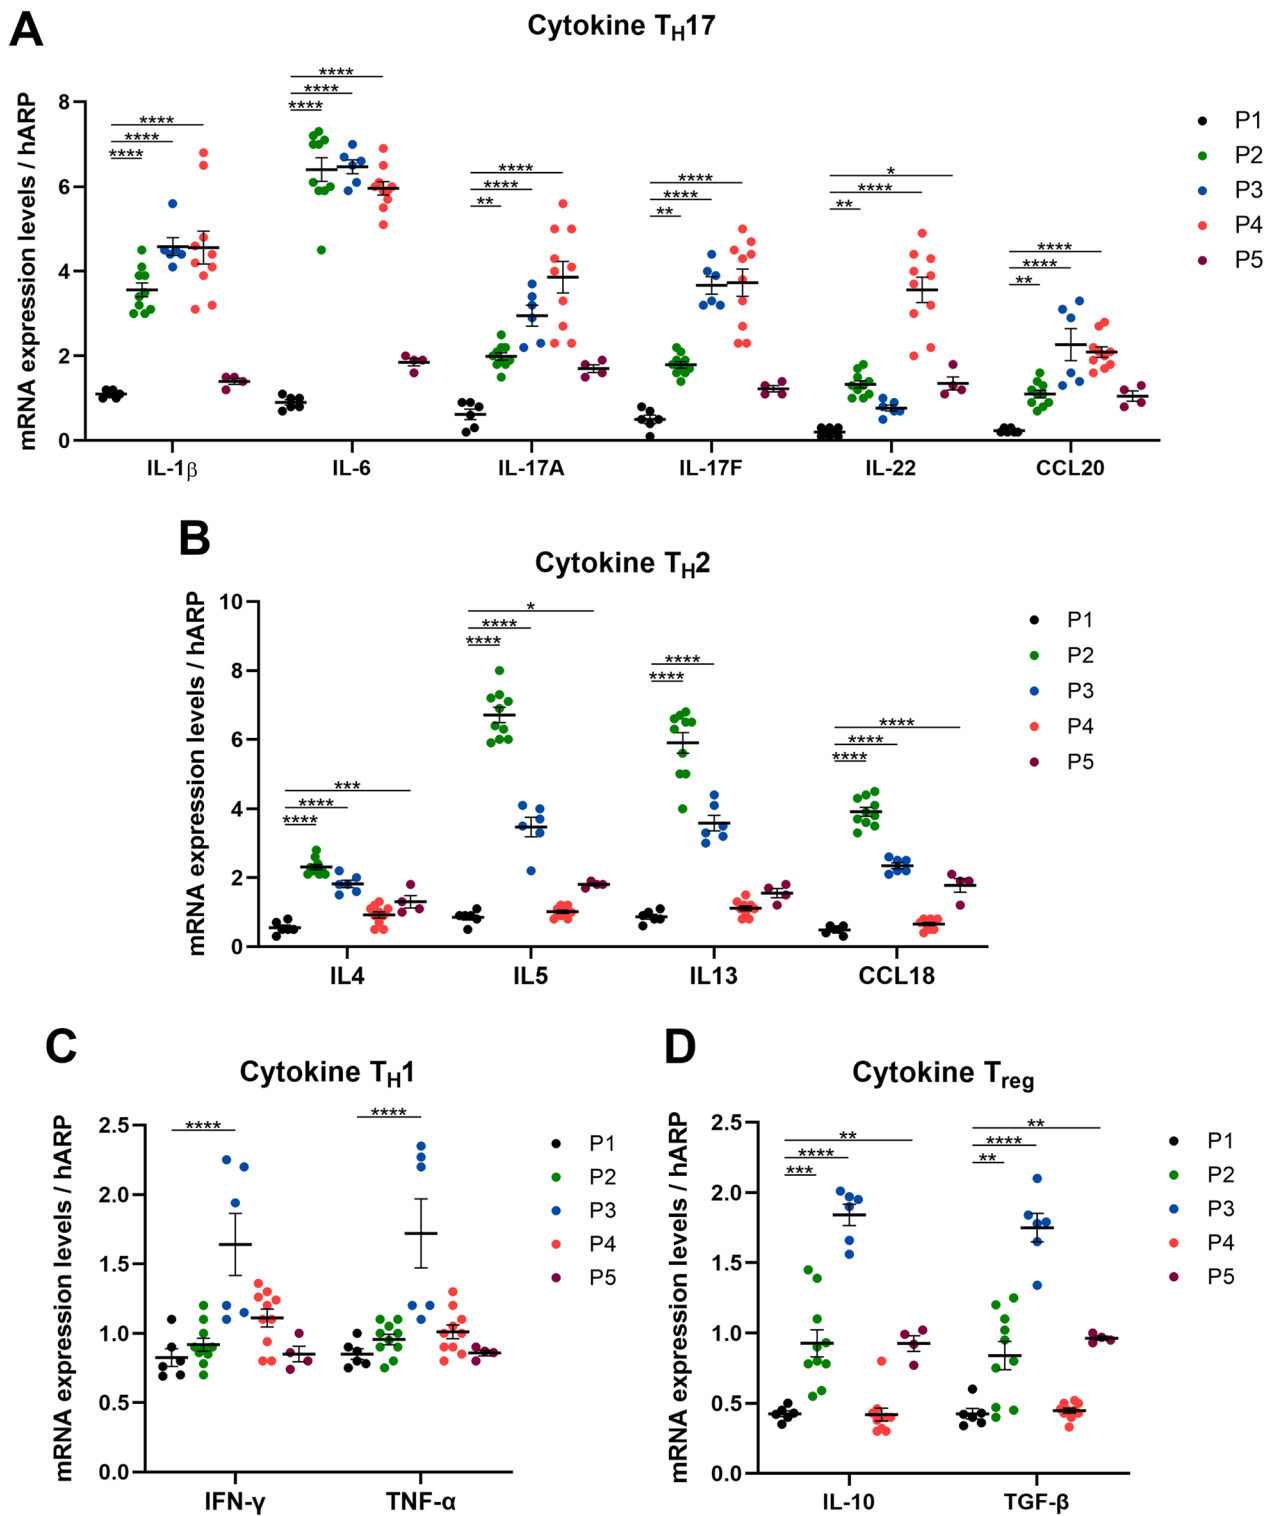 A
Cytokine TH17
mRNA expression levels / hARP
8
6
4
2
0
**** **** ****
**** **** ****
**** **** **
**** **** **
* **** **
**** **** **
IL-1β IL-6 IL-17A IL-17F IL-22 CCL20
P1
P2
P3
P4
P5
B
Cytokine TH2
mRNA expression levels / hARP
10
8
6
4
2
0
*** **** ****
* **** ****
**** ****
**** **** ****
IL4 IL5 IL13 CCL18
P1
P2
P3
P4
P5
C
Cytokine TH1
mRNA expression levels / hARP
2.5
2.0
1.5
1.0
0.5
0.0
**** ****
IFN-γ TNF-α
P1
P2
P3
P4
P5
D
Cytokine Treg
mRNA expression levels / hARP
2.5
2.0
1.5
1.0
0.5
0.0
** **** ***
** **** **
IL-10 TGF-β
P1
P2
P3
P4
P5